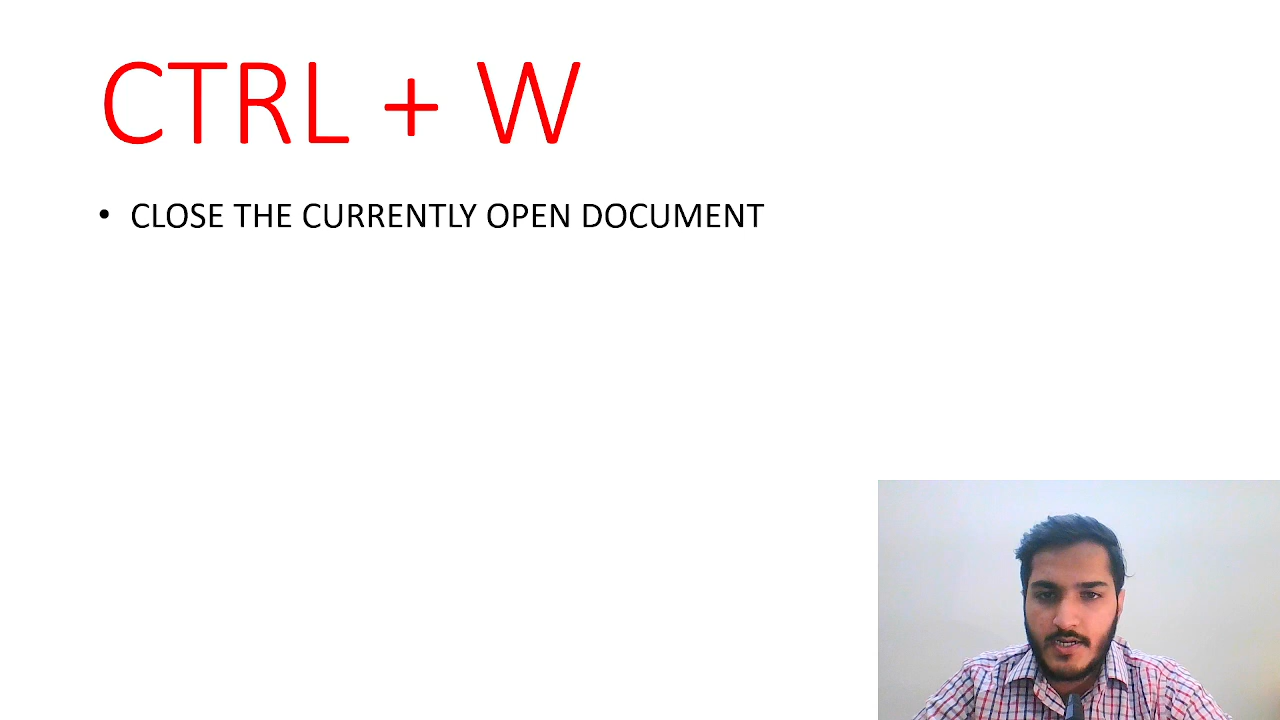 CTRL + W
• CLOSE THE CURRENTLY OPEN DOCUMENT